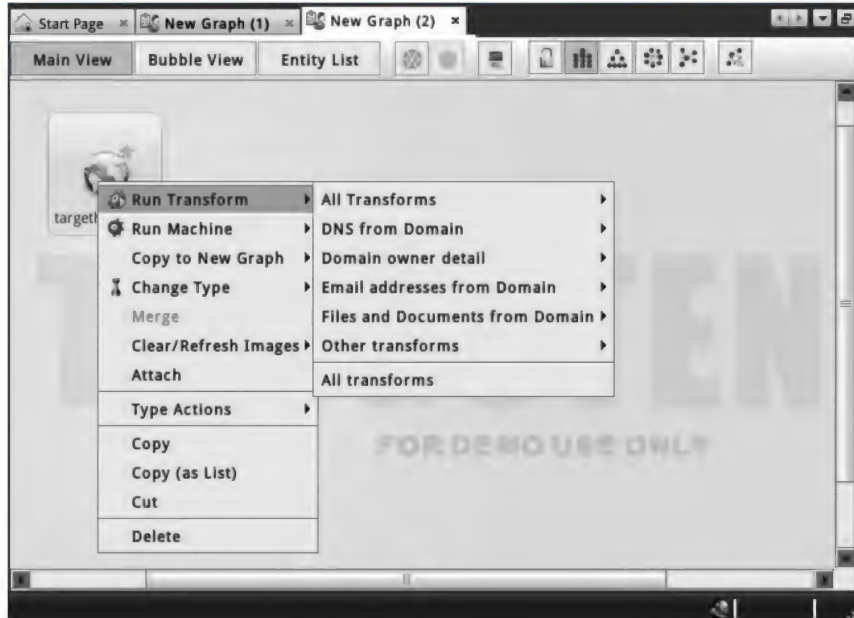 Start Page
New Graph (1)
New Graph (2)
Main View
Bubble View
Entity List
Run Transform
Run Machine
Copy to New Graph
Change Type
Merge
Clear/Refresh Images
Attach
Type Actions
Copy
Copy (as List)
Cut
Delete
All Transforms
DNS from Domain
Domain owner detail
Email addresses from Domain
Files and Documents from Domain
Other transforms
All transforms
FOR DEMO USE ONLY